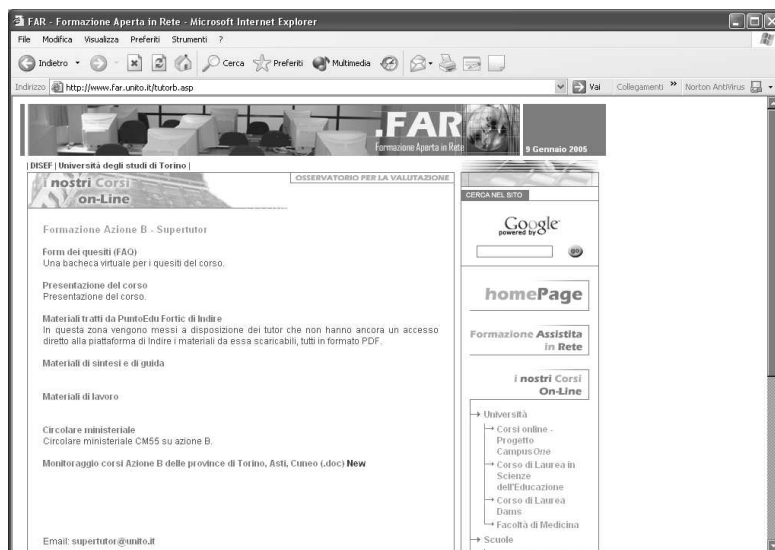 FAR - Formazione Aperta in Rete - Microsoft Internet Explorer
File Modifica Visualizza Preferiti Strumenti ?
Indietro Cerca Preferiti Multimedia
Indirizzo http://www.far.unito.it/tutorb.asp Vai Collegamenti » Norton AntiVirus
.FAR
Formazione Aperta in Rete
9 Gennaio 2005
| DISEF | Università degli studi di Torino |
i nostri Corsi
on-Line
OSSERVATORIO PER LA VALUTAZIONE
Formazione Azione B - Supertutor
Form dei quesiti (FAQ)
Una bacheca virtuale per i quesiti del corso.
Presentazione del corso
Presentazione del corso.
Materiali tratti da PuntoEdu Fortic di Indire
In questa zona vengono messi a disposizione dei tutor che non hanno ancora un accesso
diretto alla piattaforma di Indire i materiali da essa scaricabili, tutti in formato PDF.
Materiali di sintesi e di guida
Materiali di lavoro
Circolare ministeriale
Circolare ministeriale CM55 su azione B.
Monitoraggio corsi Azione B delle province di Torino, Asti, Cuneo (.doc) New
Email: supertutor@unito.it
CERCA NEL SITO
Google
powered by
GO
homePage
Formazione Assistita
in Rete
i nostri Corsi
On-Line
Università
Corsi online -
Progetto
CampusOne
Corso di Laurea in
Scienze
dell'Educazione
Corso di Laurea
Dams
Facoltà di Medicina
Scuole